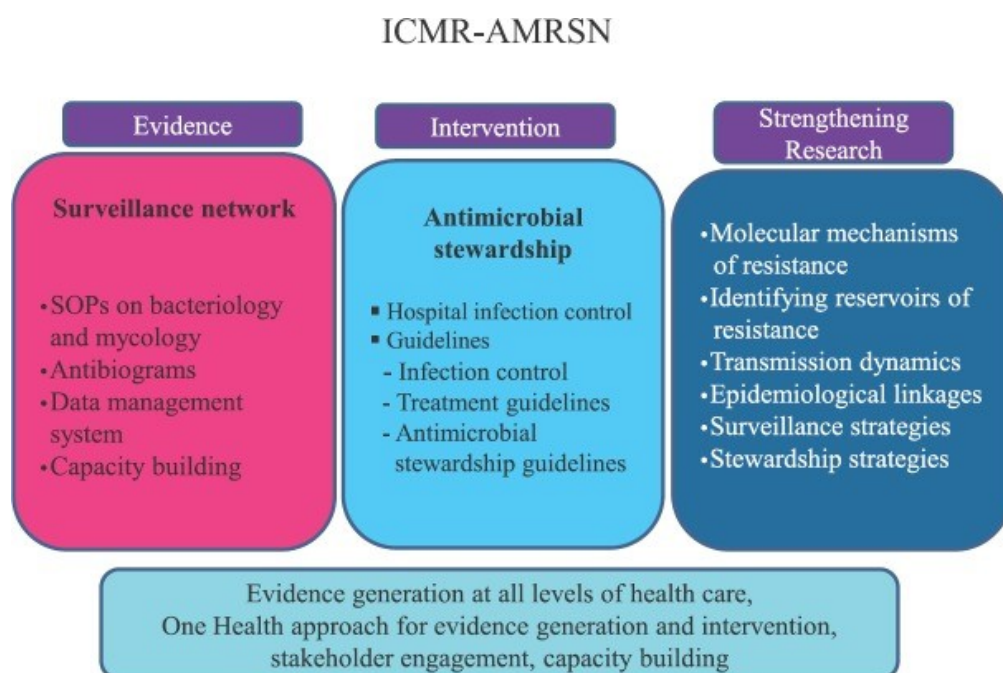 ICMR-AMRSN
Evidence
Surveillance network
•SOPs on bacteriology
and mycology
•Antibiograms
•Data management
system
•Capacity building
Intervention
Antimicrobial
stewardship
▪ Hospital infection control
▪ Guidelines
- Infection control
- Treatment guidelines
- Antimicrobial
stewardship guidelines
Strengthening
Research
•Molecular mechanisms
of resistance
•Identifying reservoirs of
resistance
•Transmission dynamics
•Epidemiological linkages
•Surveillance strategies
•Stewardship strategies
Evidence generation at all levels of health care,
One Health approach for evidence generation and intervention,
stakeholder engagement, capacity building